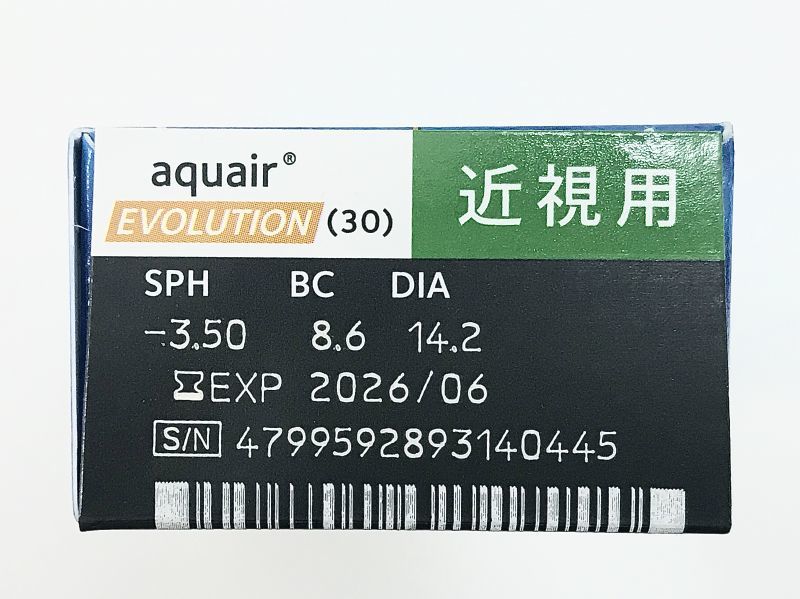 aquair®
EVOLUTION (30)
近視用
SPH BC DIA
-3.50 8.6 14.2
EXP 2026/06
S/N 4799592893140445